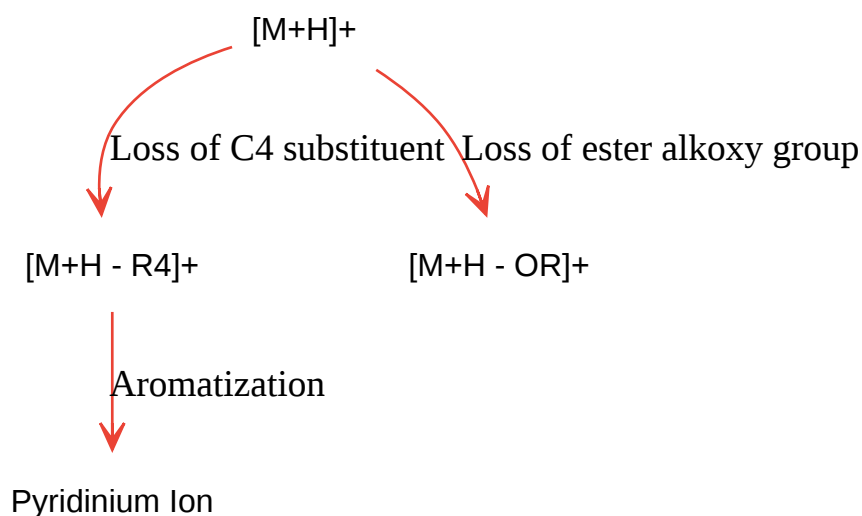 [M+H]+
Loss of C4 substituent
Loss of ester alkoxy group
[M+H - R4]+
[M+H - OR]+
Aromatization
Pyridinium Ion